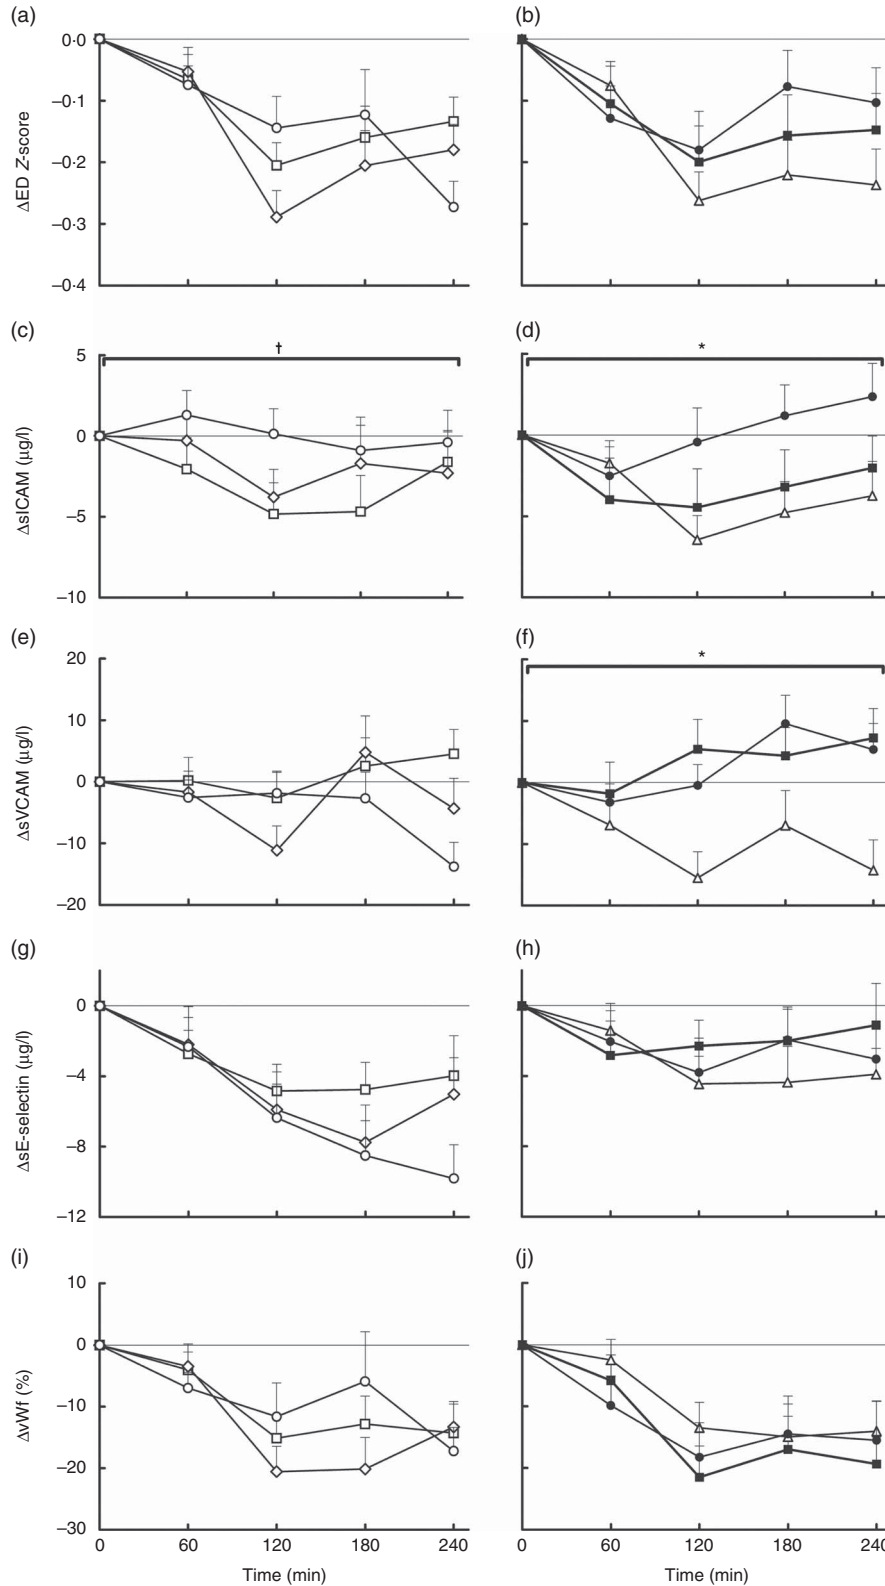 (a)
(b)
0·0
–0·1
–0·2
–0·3
–0·4
ΔED Z-score
0 60 120 180 240
0 60 120 180 240
(c)
(d)
†
*
5
0
–5
–10
ΔsICAM (µg/l)
(e)
(f)
*
20
10
0
–10
–20
ΔsVCAM (µg/l)
(g)
(h)
0
–4
–8
–12
ΔsE-selectin (µg/l)
(i)
(j)
10
0
–10
–20
–30
ΔvWf (%)
Time (min)
Time (min)